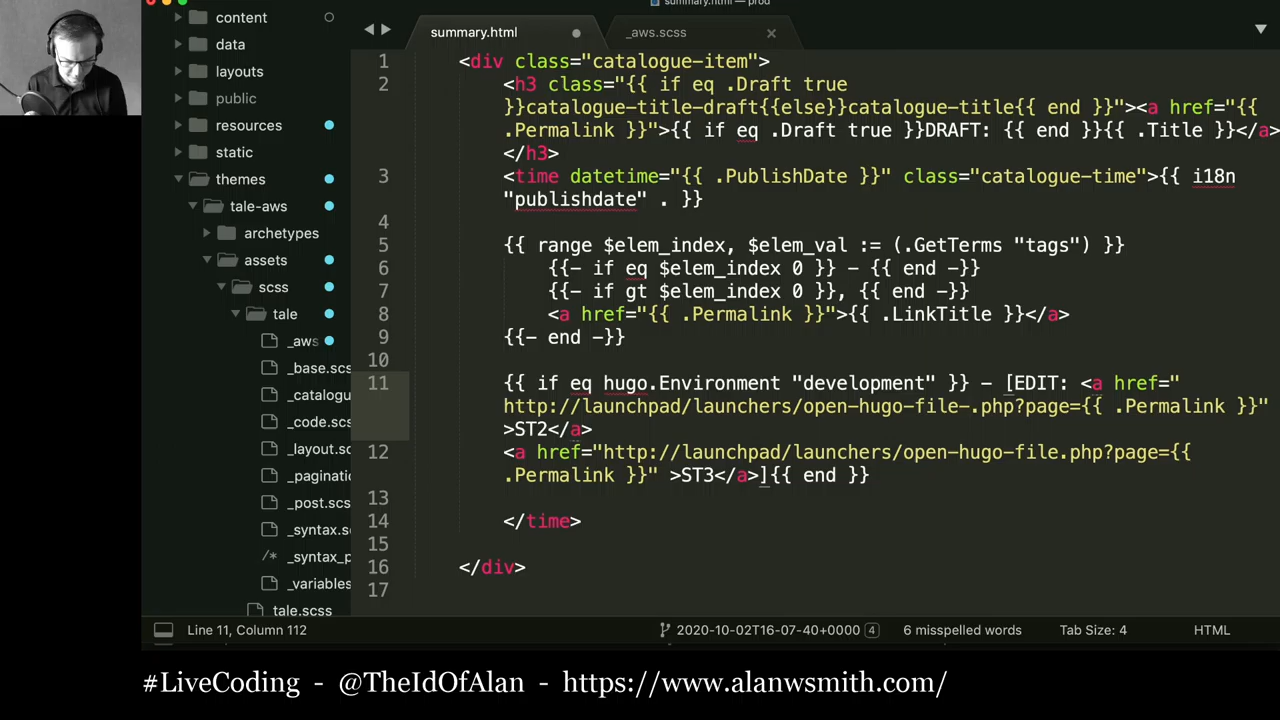 summary.html — prod
content
data
layouts
public
resources
static
themes
tale-aws
archetypes
assets
scss
tale
_aws
_base.scs
_catalogu
_code.scs
_layout.sc
_paginatio
_post.scs
_syntax.sc
/* _syntax_p
_variables
tale.scss
summary.html
_aws.scss
1 <div class="catalogue-item">
2 <h3 class="{{ if eq .Draft true
}}catalogue-title-draft{{else}}catalogue-title{{ end }}"><a href="{{
.Permalink }}">{{ if eq .Draft true }}DRAFT: {{ end }}{{ .Title }}</a>
</h3>
3 <time datetime="{{ .PublishDate }}" class="catalogue-time">{{ i18n
"publishdate" . }}
4
5 {{ range $elem_index, $elem_val := (.GetTerms "tags") }}
6 {{- if eq $elem_index 0 }} - {{ end -}}
7 {{- if gt $elem_index 0 }}, {{ end -}}
8 <a href="{{ .Permalink }}">{{ .LinkTitle }}</a>
9 {{- end -}}
10
11 {{ if eq hugo.Environment "development" }} - [EDIT: <a href="
http://launchpad/launchers/open-hugo-file-.php?page={{ .Permalink }}"
>ST2</a>
12 <a href="http://launchpad/launchers/open-hugo-file.php?page={{
.Permalink }}" >ST3</a>]{{ end }}
13
14 </time>
15
16 </div>
17
Line 11, Column 112
2020-10-02T16-07-40+0000 4
6 misspelled words
Tab Size: 4
HTML
#LiveCoding - @TheIdOfAlan - https://www.alanwsmith.com/